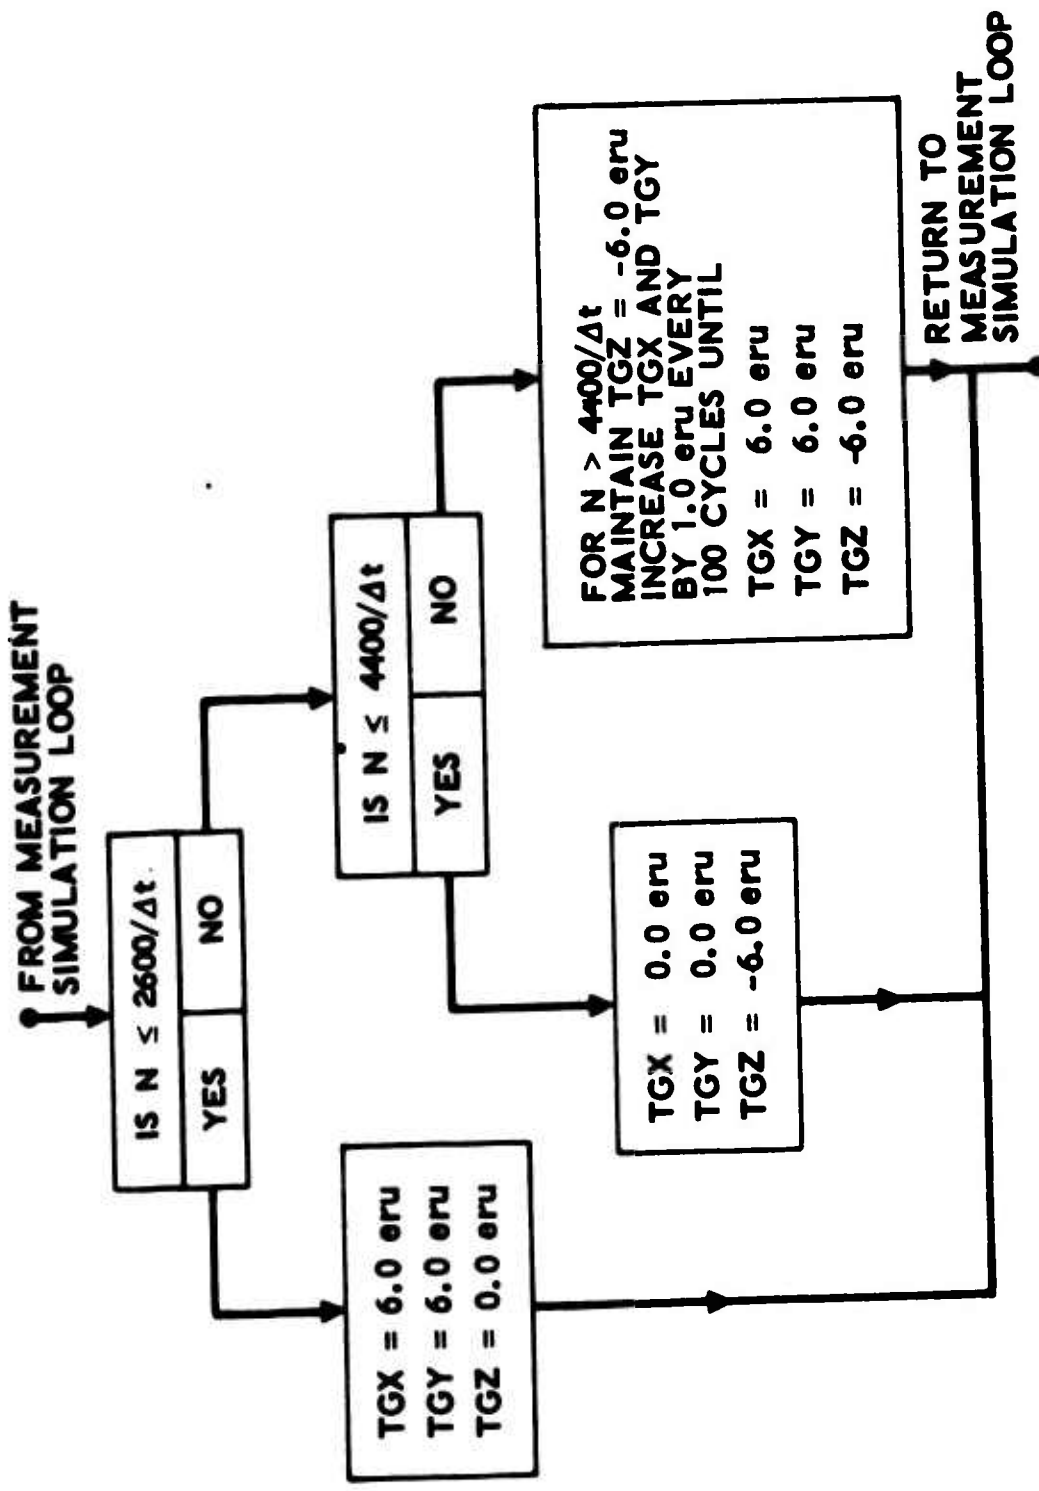 FROM MEASUREMENT
SIMULATION LOOP
IS N ≤ 2600/Δt
YES
NO
TGX = 6.0 eru
TGY = 6.0 eru
TGZ = 0.0 eru
IS N ≤ 4400/Δt
YES
NO
TGX = 0.0 eru
TGY = 0.0 eru
TGZ = -6.0 eru
FOR N > 4400/Δt
MAINTAIN TGZ = -6.0 eru
INCREASE TGX AND TGY
BY 1.0 eru EVERY
100 CYCLES UNTIL
TGX = 6.0 eru
TGY = 6.0 eru
TGZ = -6.0 eru
RETURN TO
MEASUREMENT
SIMULATION LOOP